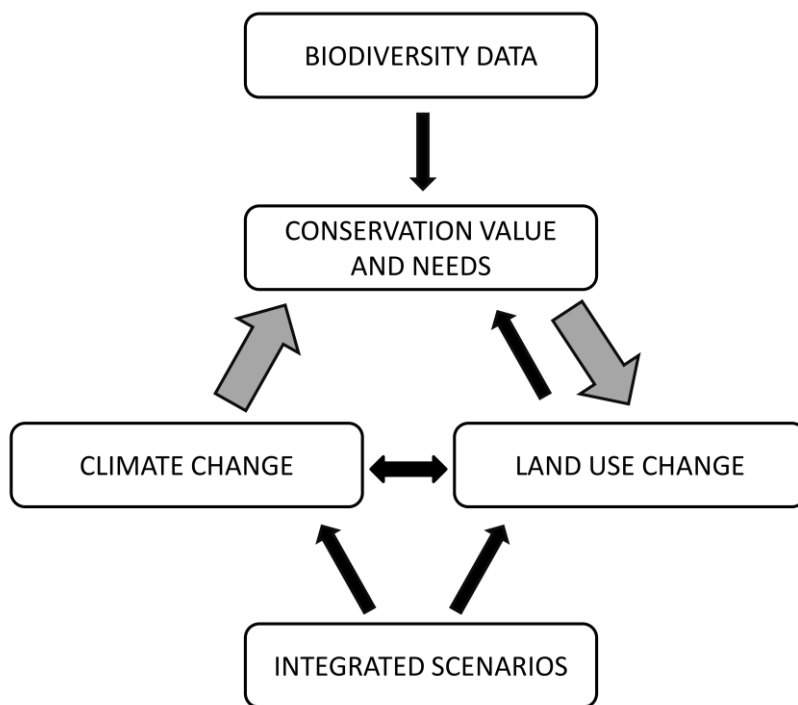 BIODIVERSITY DATA
CONSERVATION VALUE
AND NEEDS
CLIMATE CHANGE
LAND USE CHANGE
INTEGRATED SCENARIOS